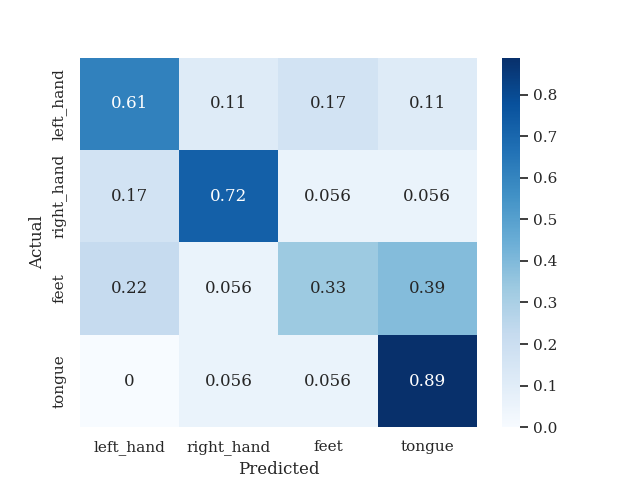 left_hand
0.61 0.11 0.17 0.11
right_hand
0.17 0.72 0.056 0.056
feet
0.22 0.056 0.33 0.39
tongue
0 0.056 0.056 0.89
Actual
left_hand right_hand feet tongue
Predicted
0.8
0.7
0.6
0.5
0.4
0.3
0.2
0.1
0.0